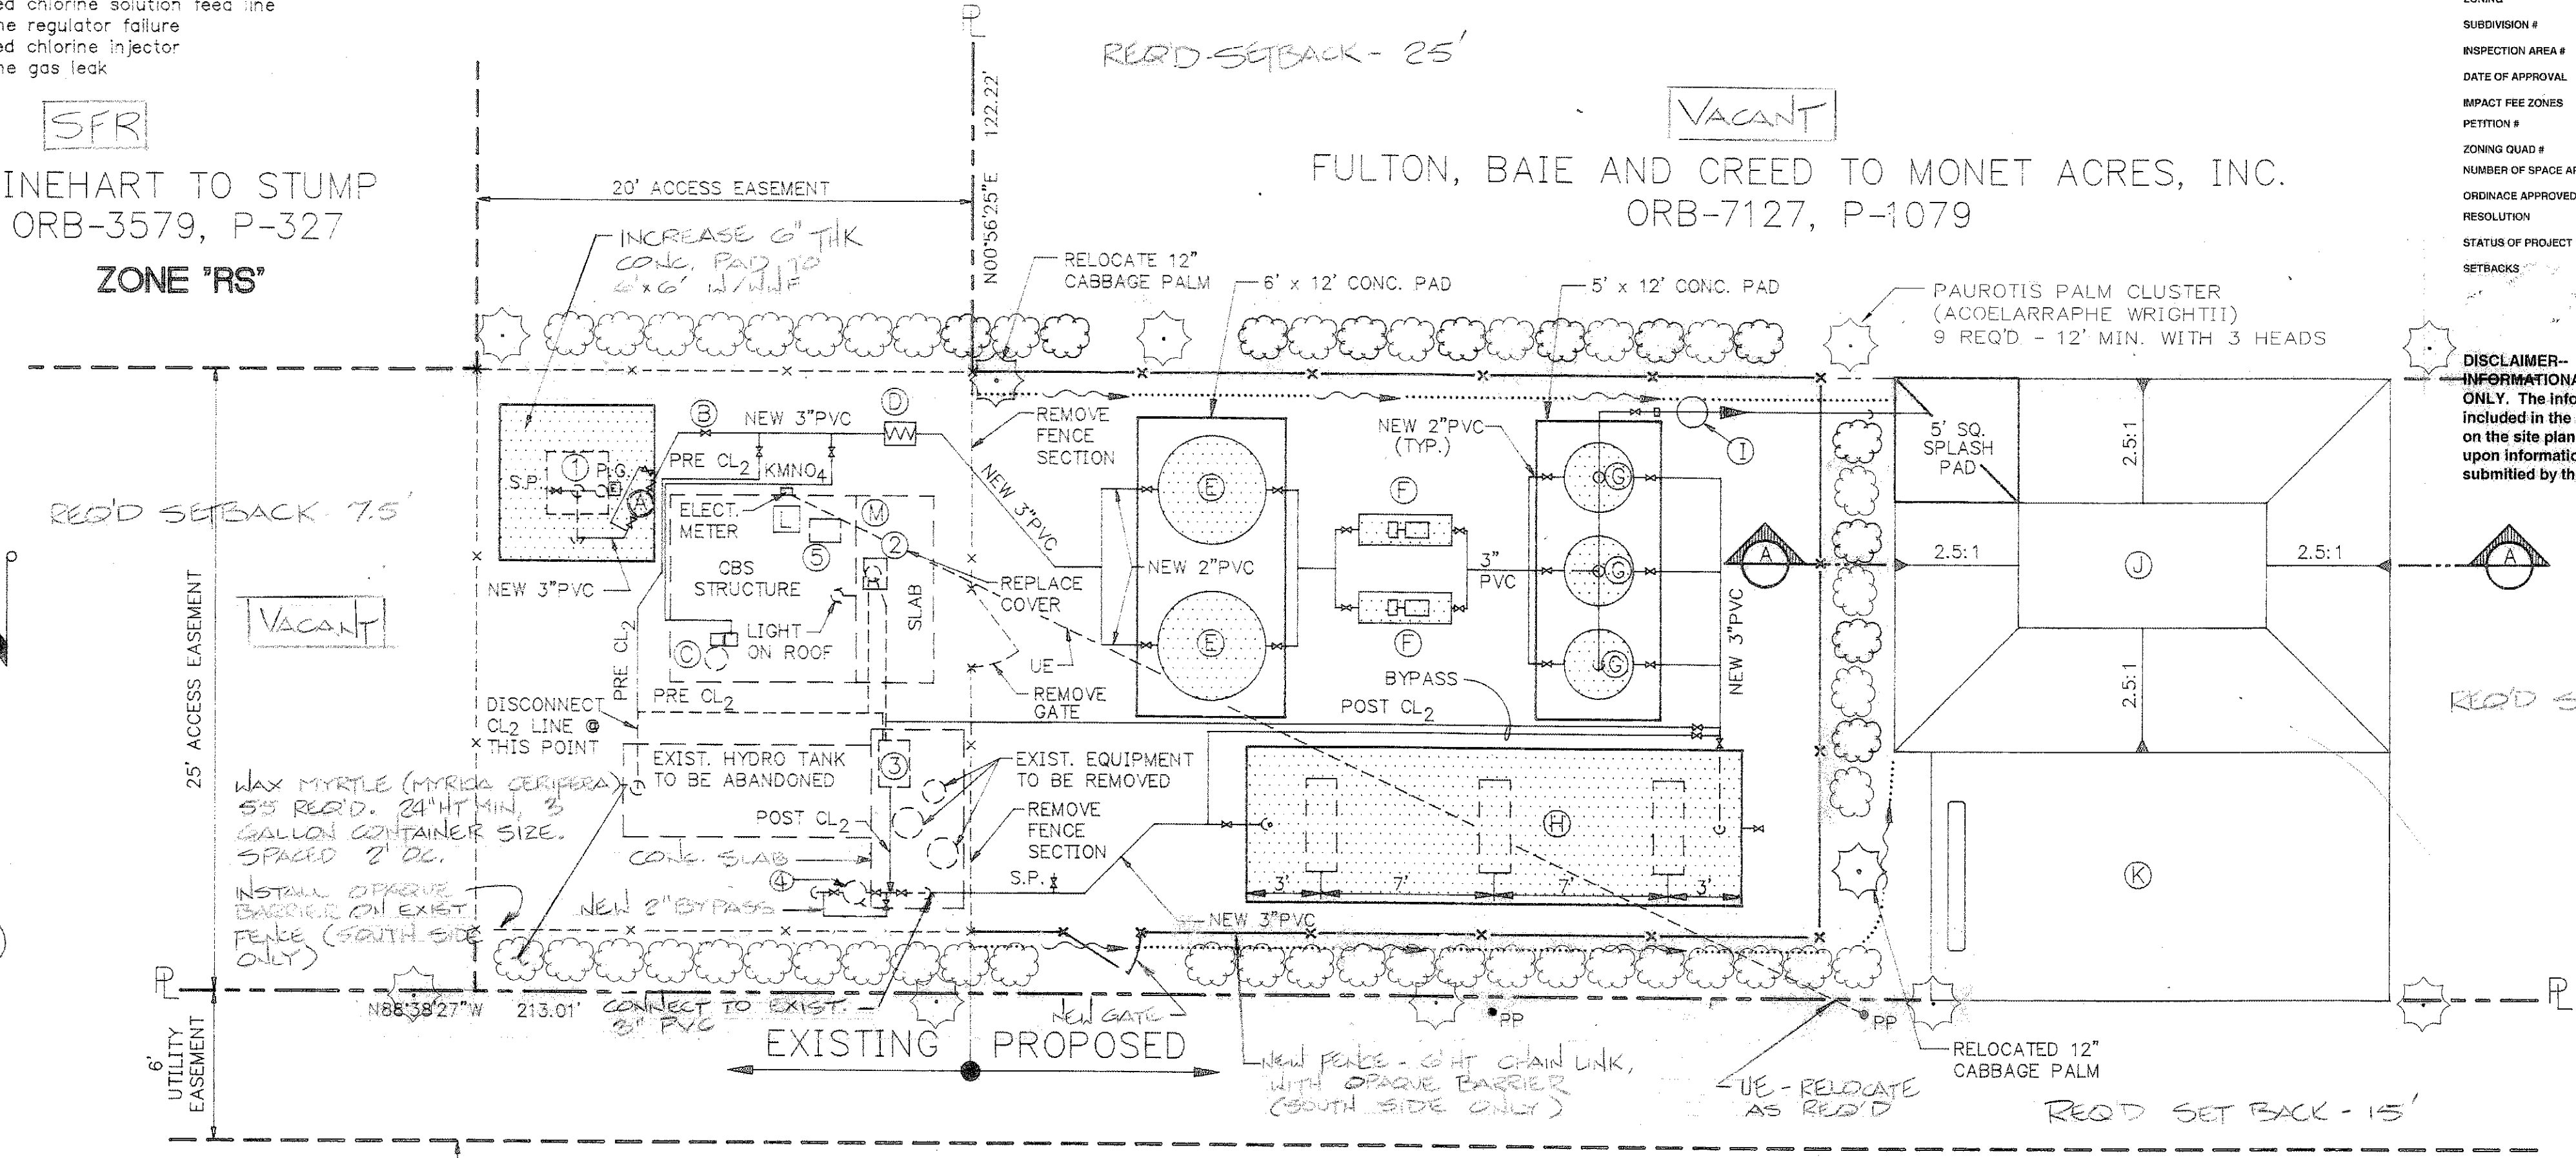 ed chlorine solution feed line
ne regulator failure
ed chlorine injector
ne gas leak
SFR
INEHART TO STUMP
ORB-3579, P-327
ZONE "RS"
REQ'D SETBACK - 7.5'
VACANT
25' ACCESS EASEMENT
6'
UTILITY
EASEMENT
20' ACCESS EASEMENT
N00°56'25"E 122.22'
REQ'D SETBACK - 25'
VACANT
FULTON, BAIE AND CREED TO MONET ACRES, INC.
ORB-7127, P-1079
INCREASE 6" THK
CONC. PAD TO
6' x 6' W/WWF
RELOCATE 12"
CABBAGE PALM
6' x 12' CONC. PAD
5' x 12' CONC. PAD
PAUROTIS PALM CLUSTER
(ACOELARRAPHE WRIGHTII)
9 REQ'D - 12' MIN. WITH 3 HEADS
SUBDIVISION #
INSPECTION AREA #
DATE OF APPROVAL
IMPACT FEE ZONES
PETITION #
ZONING QUAD #
NUMBER OF SPACE AP
ORDINACE APPROVED
RESOLUTION
STATUS OF PROJECT
SETBACKS
DISCLAIMER--
INFORMATIONA
ONLY. The info
included in the
on the site plan
upon informatio
submitied by th
B
NEW 3"PVC
D
PRE CL2
KMNO4
1
P.G.
S.P.
E
A
NEW 3"PVC
ELECT.
METER
L
5
M
2
CBS
STRUCTURE
SLAB
LIGHT
ON ROOF
C
PRE CL2
PRE CL2
REMOVE
FENCE
SECTION
NEW 3"PVC
REPLACE
COVER
UE
REMOVE
GATE
NEW 2"PVC
E
E
F
F
NEW 2"PVC
(TYP.)
3"
PVC
G
G
G
I
NEW 3"PVC
BYPASS
POST CL2
A
5' SQ.
SPLASH
PAD
2.5:1
2.5:1
2.5:1
2.5:1
J
A
K
REQ'D S
DISCONNECT
CL2 LINE @
THIS POINT
EXIST. HYDRO TANK
TO BE ABANDONED
3
EXIST. EQUIPMENT
TO BE REMOVED
POST CL2
REMOVE
FENCE
SECTION
CONC. SLAB
4
NEW 2" BYPASS
S.P.
H
3'
7'
7'
3'
NEW 3"PVC
WAX MYRTLE (MYRICA CERIFERA)
55 REQ'D. 24" HT MIN, 3
GALLON CONTAINER SIZE.
SPACED 2' OC.
INSTALL OPAQUE
BARRIER ON EXIST
FENCE (SOUTH SIDE
ONLY)
PL
PL
PL
N88°38'27"W 213.01'
CONNECT TO EXIST.
3" PVC
NEW GATE
EXISTING
PROPOSED
NEW FENCE - 6' HT CHAIN LINK,
WITH OPAQUE BARRIER
(SOUTH SIDE ONLY)
PP
PP
UE - RELOCATE
AS REQ'D
RELOCATED 12"
CABBAGE PALM
REQ'D SET BACK - 15'